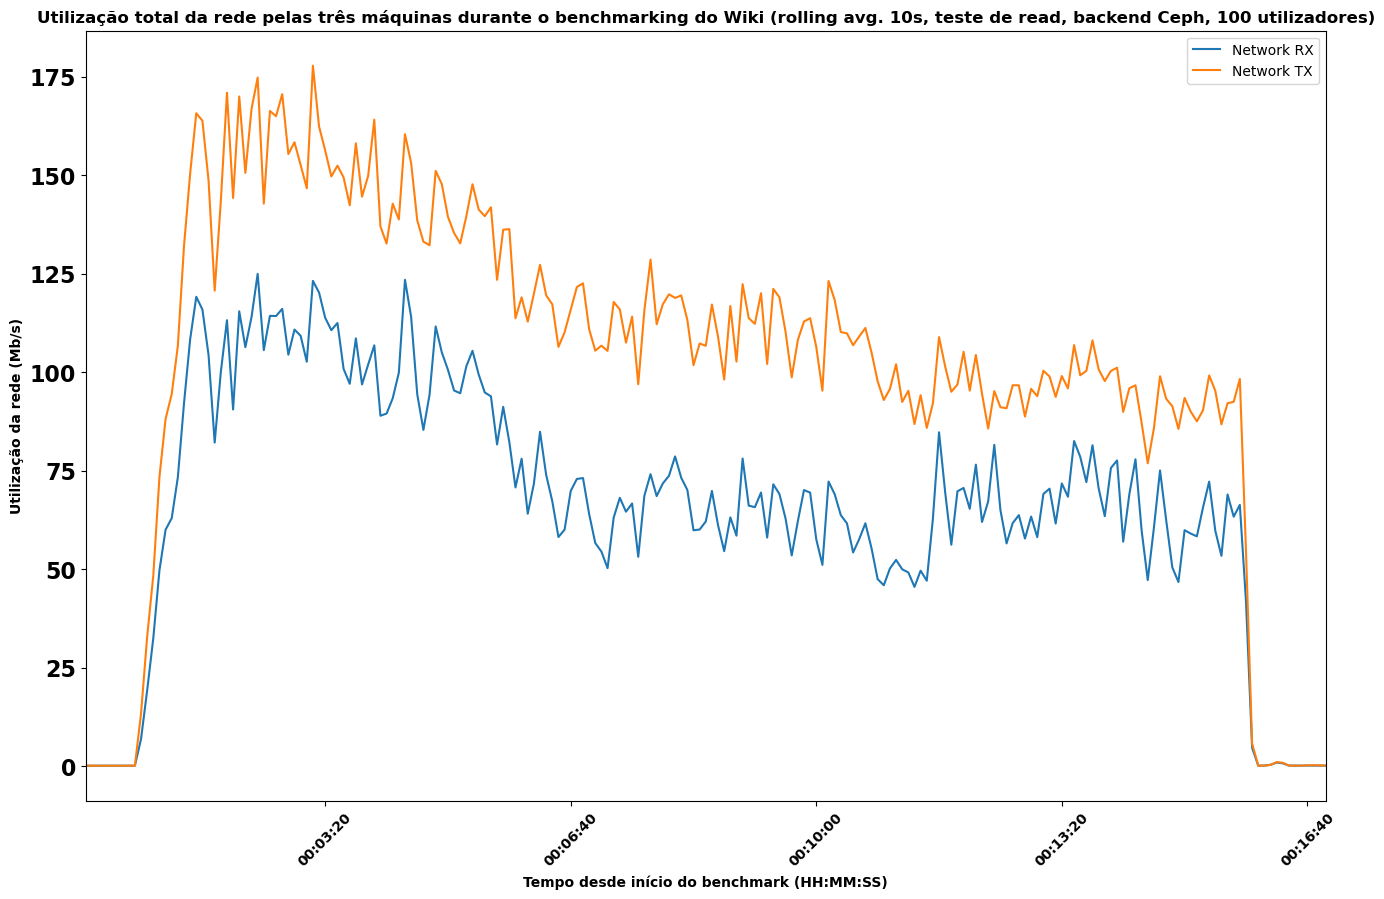 Utilização total da rede pelas três máquinas durante o benchmarking do Wiki (rolling avg. 10s, teste de read, backend Ceph, 100 utilizadores)
Network RX
Network TX
175
150
125
100
75
50
25
0
Utilização da rede (Mb/s)
00:03:20
00:06:40
00:10:00
00:13:20
00:16:40
Tempo desde início do benchmark (HH:MM:SS)